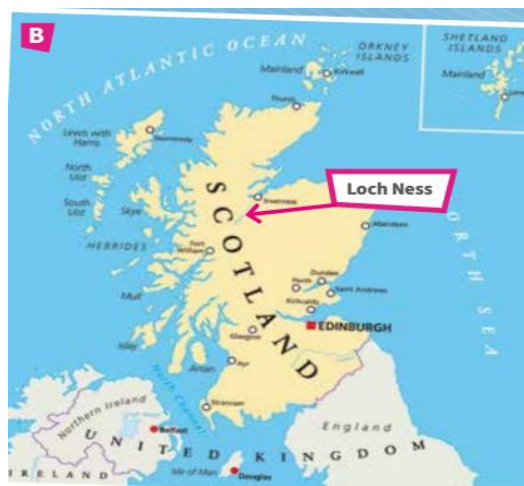 B
NORTH ATLANTIC OCEAN
ORKNEY
ISLANDS
SHETLAND
ISLANDS
Mainland
Kirkwall
Mainland
Thurso
Lewis with
Harris
Stornoway
North
Uist
South
Uist
Skye
Inverness
Loch Ness
HEBRIDES
Fort
William
Aberdeen
SCOTLAND
NORTH SEA
Mull
Dundee
Perth
Saint Andrews
Kirkcaldy
EDINBURGH
Glasgow
Islay
Arran
Ayr
North Channel
Stranraer
Northern Ireland
Belfast
England
UNITED KINGDOM
IRELAND
Isle of Man
Douglas